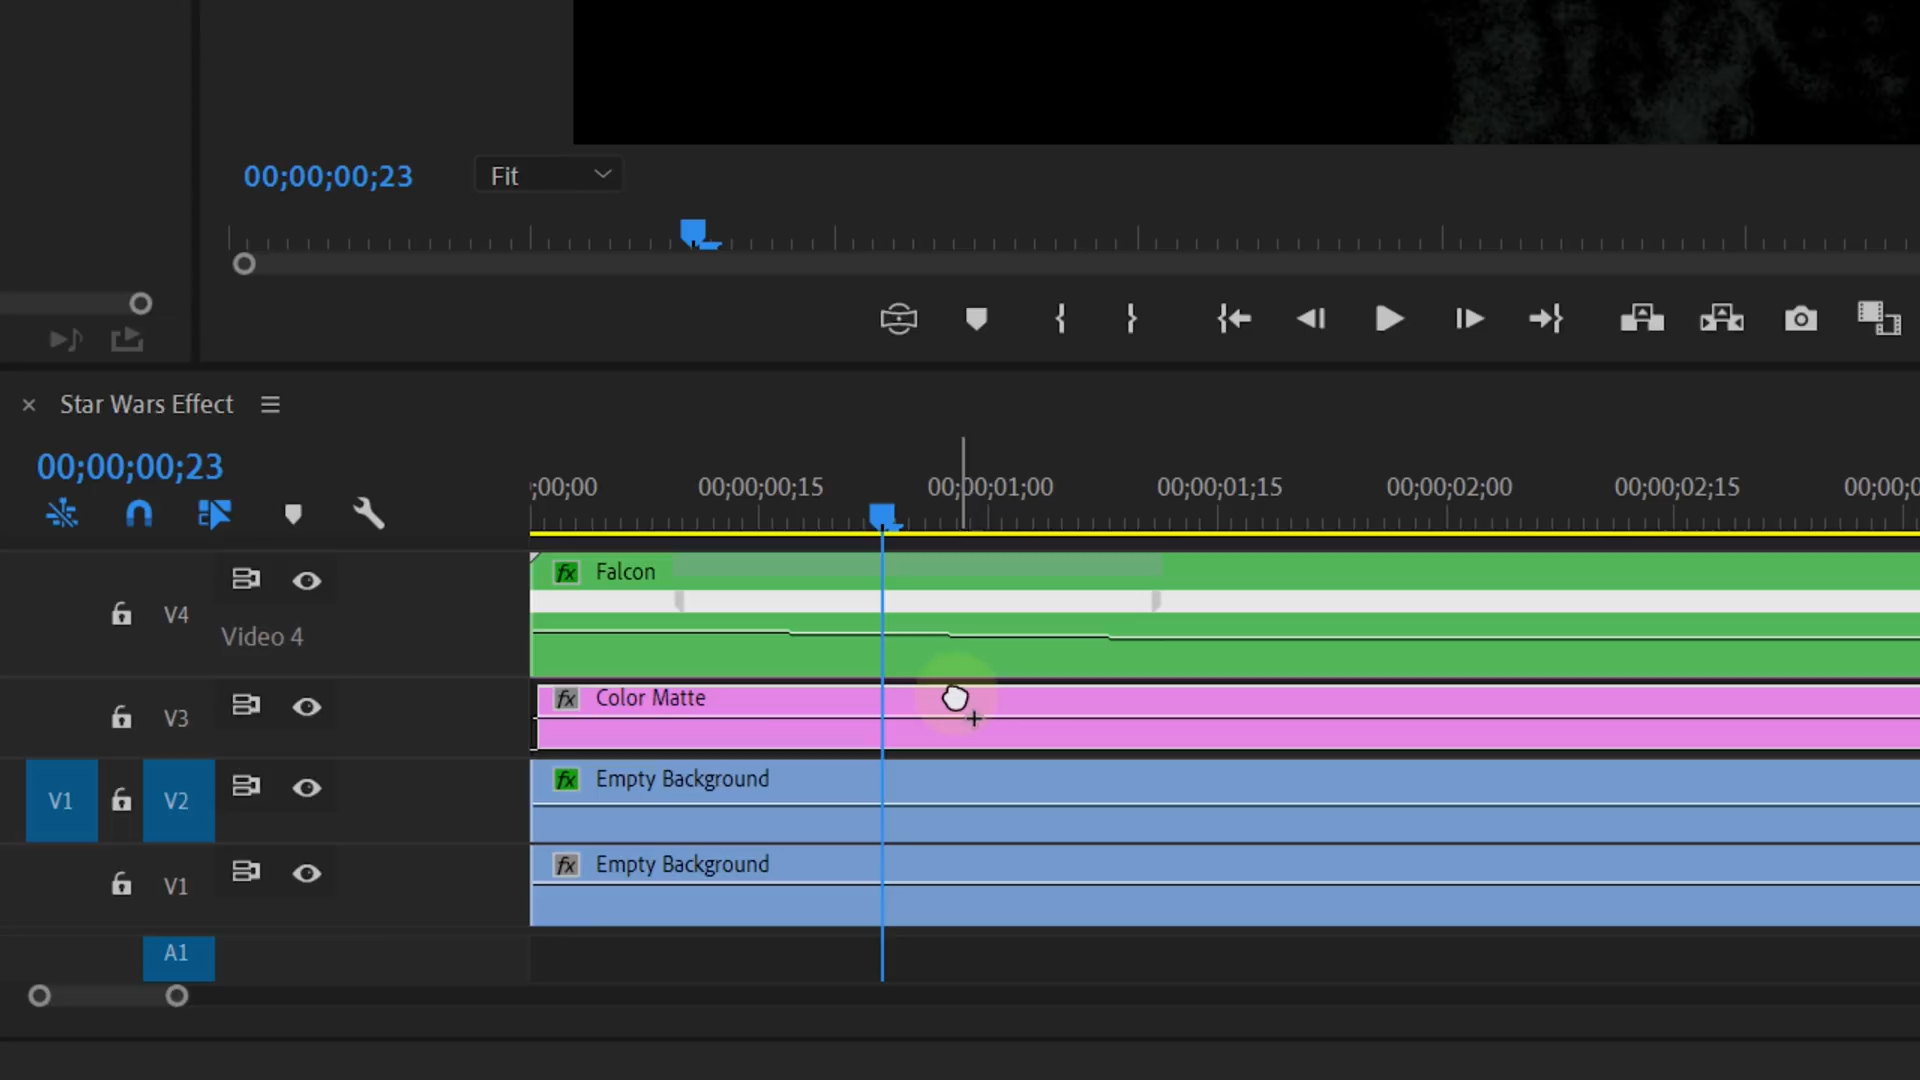 00;00;00;23
Fit
Star Wars Effect
00;00;00;23
;00;00
00;00;00;15
00;00;01;00
00;00;01;15
00;00;02;00
00;00;02;15
00;00;0
fx Falcon
V4
Video 4
fx Color Matte
V3
fx Empty Background
V1
V2
fx Empty Background
V1
A1